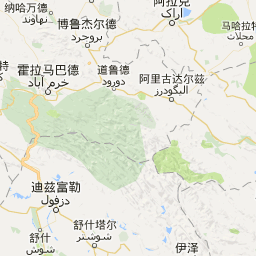 纳哈万德
نهاوند
博鲁杰尔德
بروجرد
阿拉克
اراک
马哈拉特
محلات
霍拉马巴德
خرم آباد
道鲁德
دورود
阿里古达尔兹
الیگودرز
特
迪兹富勒
دزفول
舒什
شوش
舒什塔尔
شوشتر
伊泽